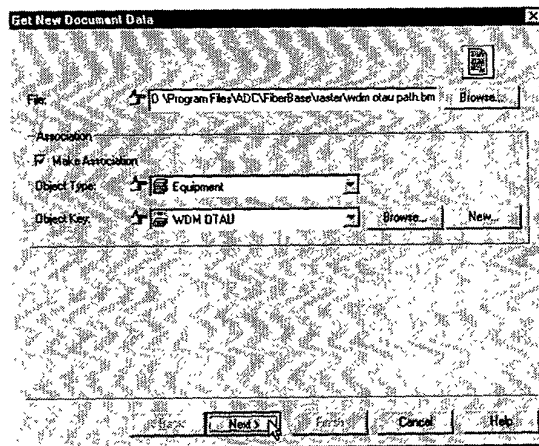 Get New Document Data
File: D:\Program Files\ADC\FiberBase\raster\wdm otau path.bm Browse...
Association
Make Association
Object Type: Equipment
Object Key: WDM OTAU Browse... New...
< Back Next > Finish Cancel Help